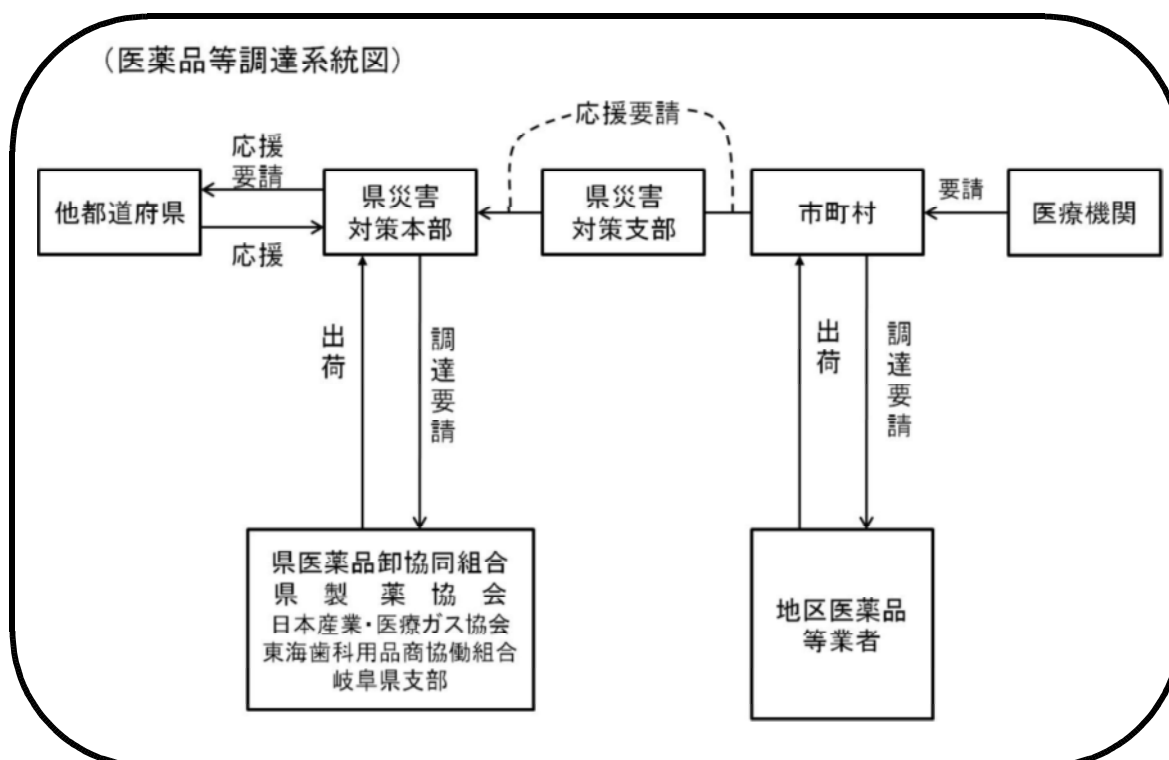 （医薬品等調達系統図）
応援要請
応援
要請
他都道府県
県災害
対策本部
県災害
対策支部
市町村
要請
医療機関
応援
出荷
調達要請
出荷
調達要請
県医薬品卸協同組合
県製薬協会
日本産業・医療ガス協会
東海歯科用品商協働組合
岐阜県支部
地区医薬品
等業者